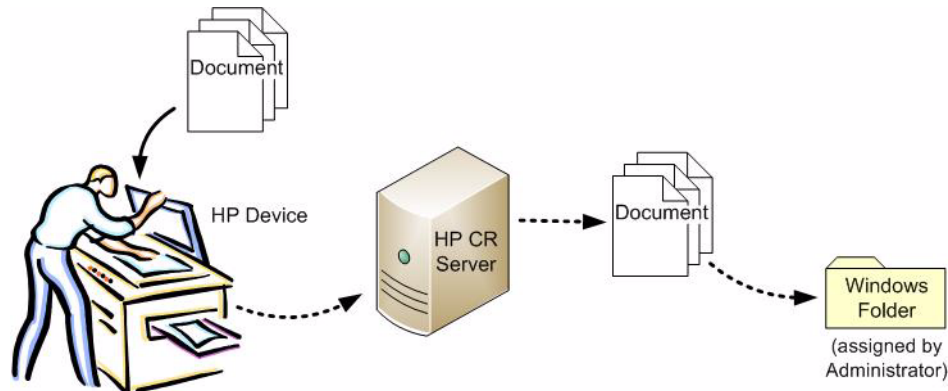 Document
HP Device
HP CR
Server
Document
Windows
Folder
(assigned by
Administrator)